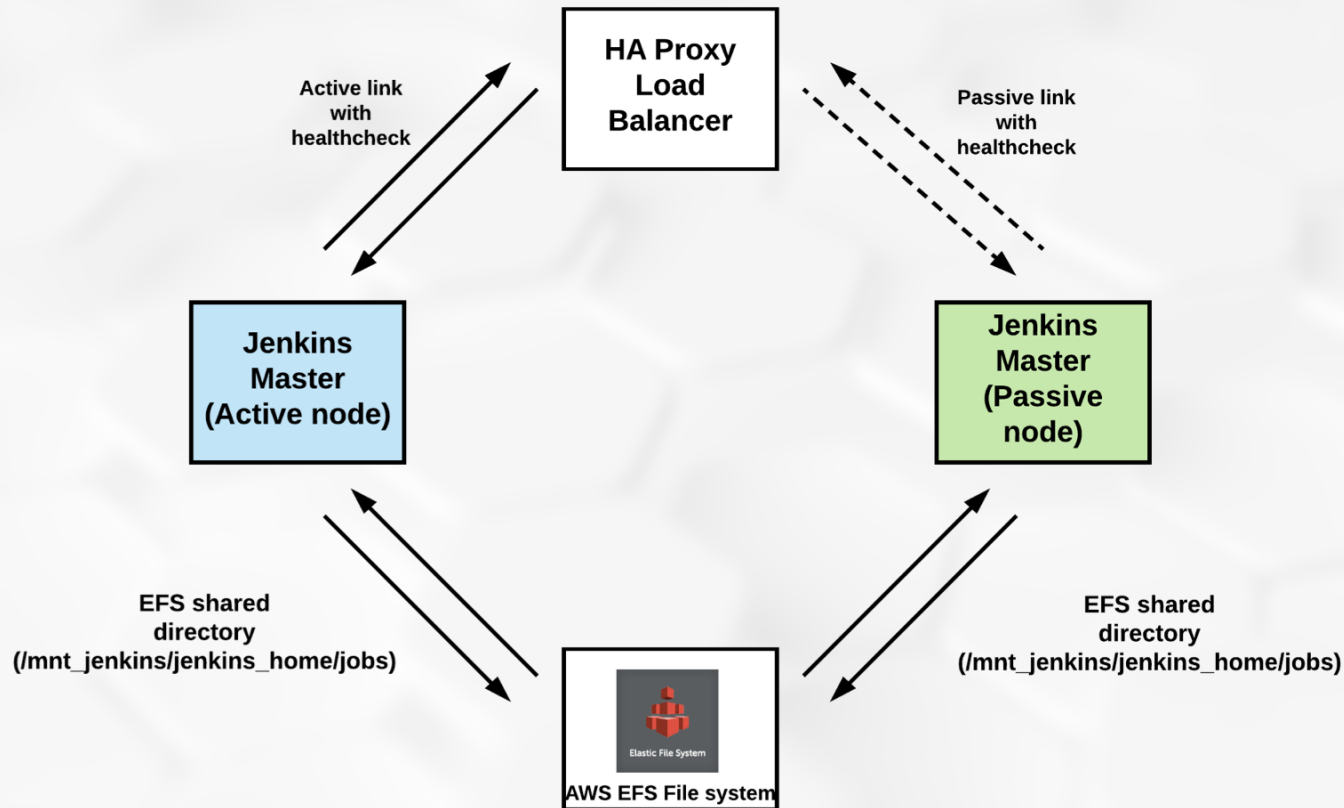 HA Proxy
Load
Balancer
Active link
with
healthcheck
Passive link
with
healthcheck
Jenkins
Master
(Active node)
Jenkins
Master
(Passive
node)
EFS shared
directory
(/mnt_jenkins/jenkins_home/jobs)
EFS shared
directory
(/mnt_jenkins/jenkins_home/jobs)
Elastic File System
AWS EFS File system